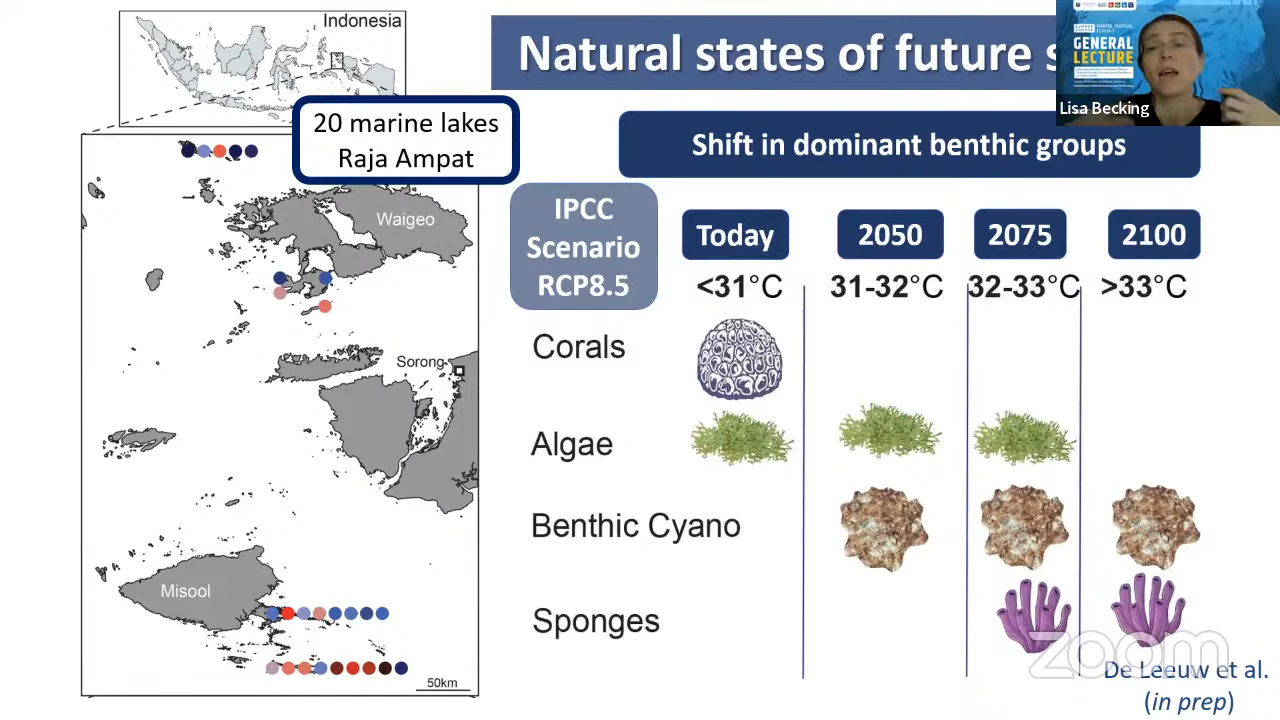 Indonesia
Natural states of future s
GENERAL
LECTURE
Lisa Becking
20 marine lakes
Raja Ampat
Shift in dominant benthic groups
Waigeo
Sorong
Misool
50km
IPCC
Scenario
RCP8.5
Today
2050
2075
2100
<31°C
31-32°C
32-33°C
>33°C
Corals
Algae
Benthic Cyano
Sponges
zoom
De Leeuw et al.
(in prep)